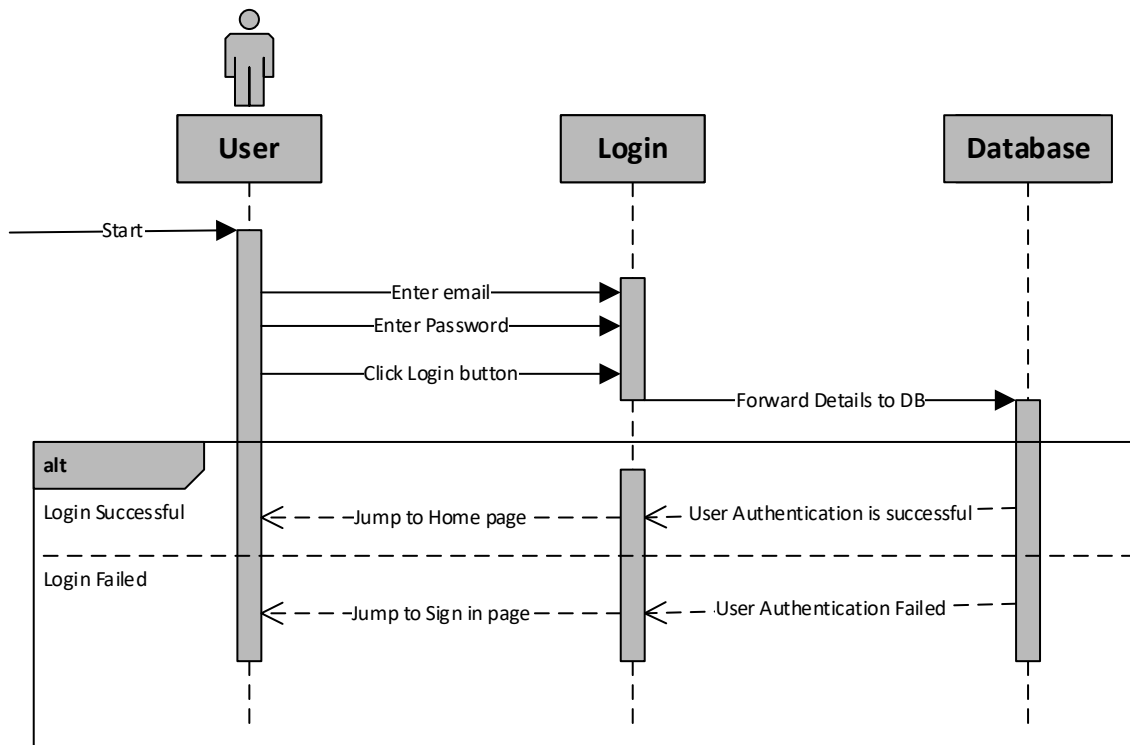 User
Login
Database
Start
Enter email
Enter Password
Click Login button
Forward Details to DB
alt
Login Successful
Jump to Home page
User Authentication is successful
Login Failed
Jump to Sign in page
User Authentication Failed